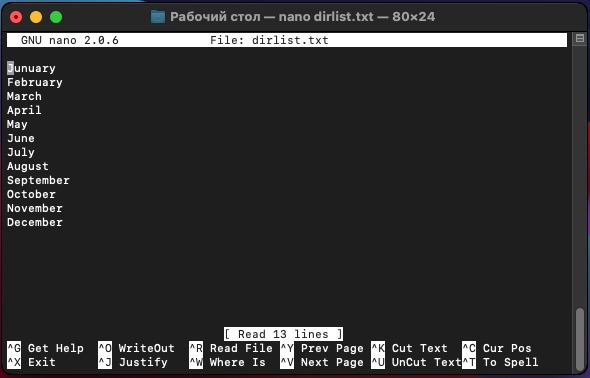 Рабочий стол — nano dirlist.txt — 80×24
GNU nano 2.0.6 File: dirlist.txt
Junuary
February
March
April
May
June
July
August
September
October
November
December
[ Read 13 lines ]
^G Get Help ^O WriteOut ^R Read File ^Y Prev Page ^K Cut Text ^C Cur Pos
^X Exit ^J Justify ^W Where Is ^V Next Page ^U UnCut Text ^T To Spell